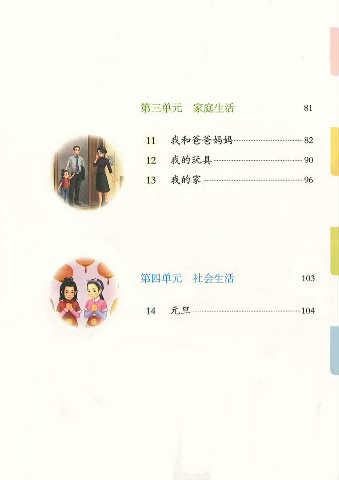 第三单元 家庭生活 81
11 我和爸爸妈妈 82
12 我的玩具 90
13 我的家 96
第四单元 社会生活 103
14 元旦 104